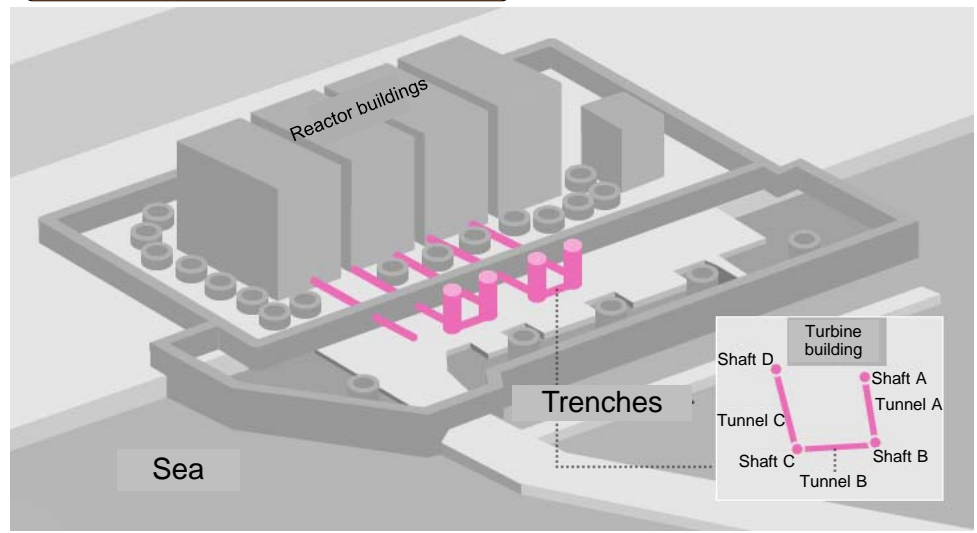 Reactor buildings
Turbine
building
Shaft D
Shaft A
Tunnel A
Trenches
Tunnel C
Shaft B
Shaft C
Sea
Tunnel B